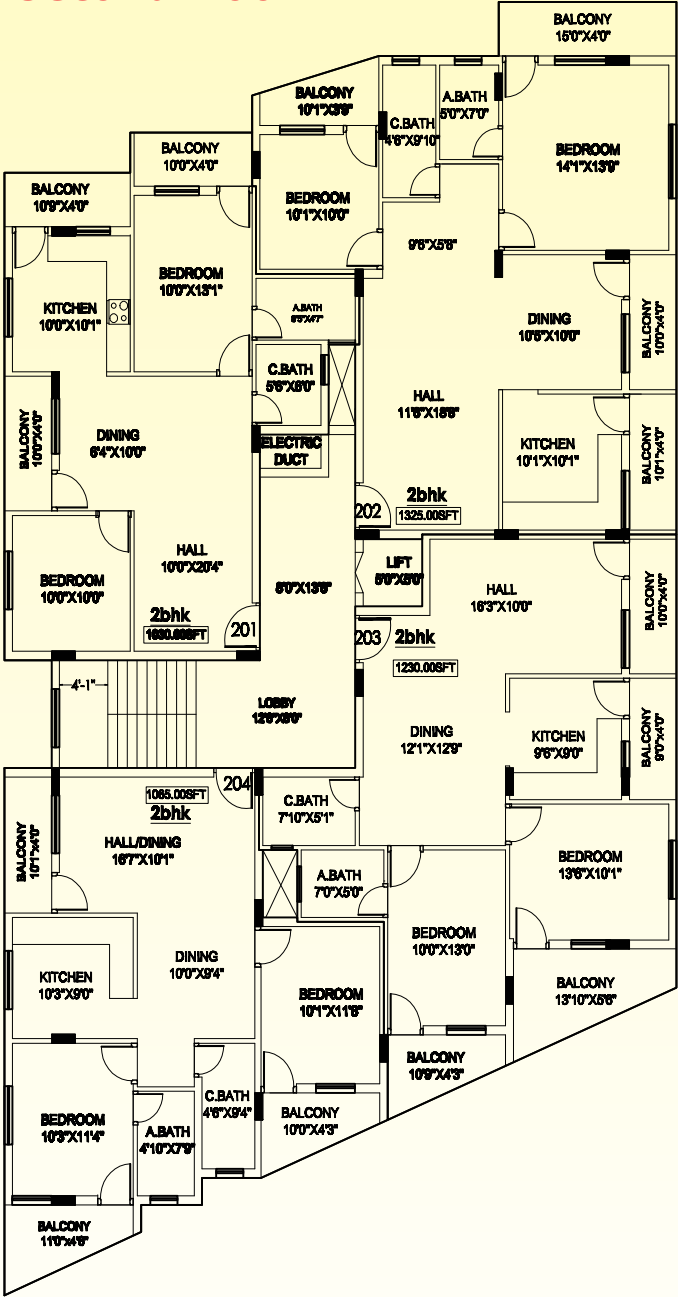 BALCONY
15'0"X4'0"
BALCONY
10'1"X3'9"
C.BATH
4'6"X9'10"
A.BATH
5'0"X7'0"
BEDROOM
14'1"X13'9"
BALCONY
10'0"X4'0"
BALCONY
10'9"X4'0"
BEDROOM
10'1"X10'0"
9'6"X5'8"
BEDROOM
10'0"X13'1"
KITCHEN
10'0"X10'1"
A.BATH
DINING
10'5"X10'0"
BALCONY
10'0"x4'0"
C.BATH
5'6"X8'0"
HALL
11'6"X18'8"
BALCONY
10'0"X4'0"
DINING
6'4"X10'0"
ELECTRIC
DUCT
KITCHEN
10'1"X10'1"
BALCONY
10'1"x4'0"
202
2bhk
1325.00SFT
HALL
10'0"X20'4"
BEDROOM
10'0"X10'0"
8'0"X13'8"
LIFT
HALL
16'3"X10'0"
BALCONY
10'0"x4'0"
2bhk
201
203
2bhk
1230.00SFT
4'-1"
LOBBY
DINING
12'1"X12'9"
KITCHEN
9'6"X9'0"
BALCONY
9'0"x4'0"
1065.00SFT
2bhk
204
C.BATH
7'10"X5'1"
HALL/DINING
16'7"X10'1"
BALCONY
10'1"x4'0"
A.BATH
7'0"X5'0"
BEDROOM
13'6"X10'1"
BEDROOM
10'0"X13'0"
DINING
10'0"X9'4"
KITCHEN
10'3"X9'0"
BEDROOM
10'1"X11'8"
BALCONY
13'10"X5'6"
BALCONY
10'9"X4'3"
C.BATH
4'6"X9'4"
BEDROOM
10'3"X11'4"
A.BATH
4'10"X7'9"
BALCONY
10'0"X4'3"
BALCONY
11'0"x4'6"